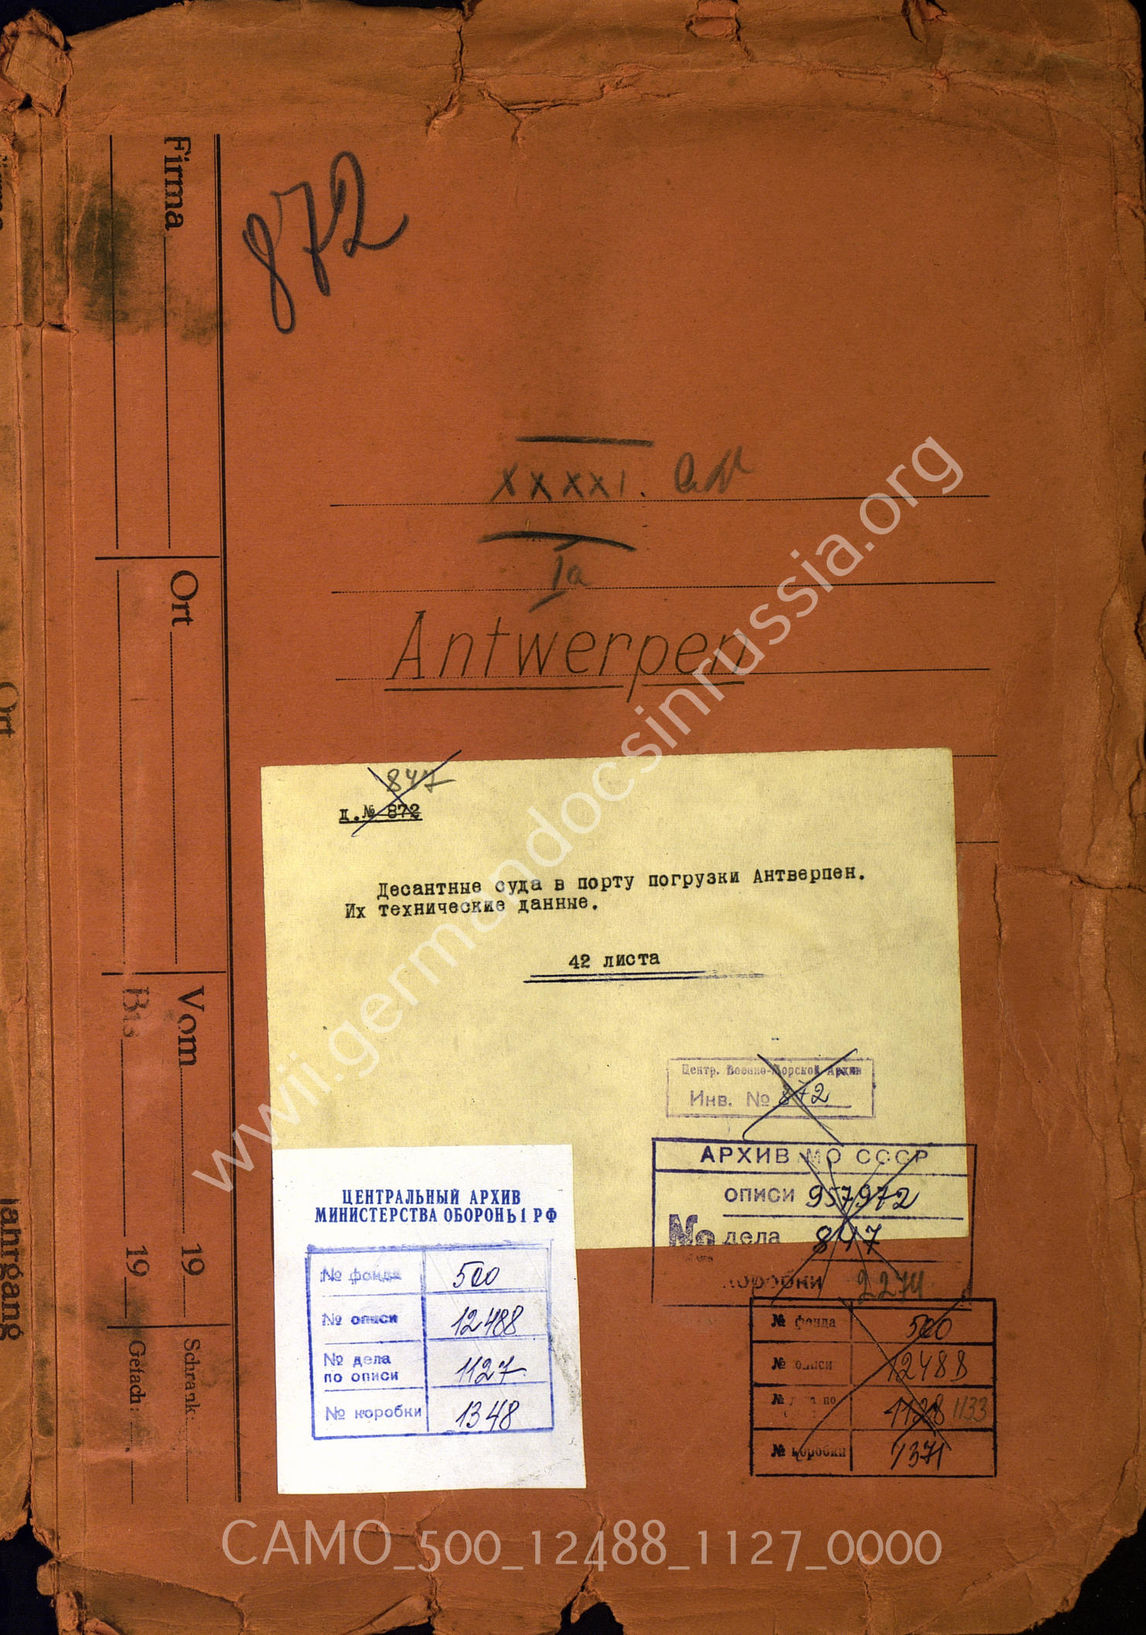 Firma
Ort
Vom
19
Schrank:
Bis
19
Gefach:
Ort
Jahrgang
872
XXXXI.
Ia
Antwerpen
847
д.№ 872
Десантные суда в порту погрузки Антверпен.
Их технические данные.
42 листа
Центр. Военно-Морской Архив
Инв. № 872
АРХИВ МО СССР
описи 957972
№ дела 847
коробки 2274
ЦЕНТРАЛЬНЫЙ АРХИВ
МИНИСТЕРСТВА ОБОРОНЫ РФ
№ фонда 500
№ описи 12488
№ дела
по описи 1127
№ коробки 1348
№ фонда 500
№ описи 12488
1128 1133
№ коробки 1371
wwii.germandocsinrussia.org
CAMO_500_12488_1127_0000